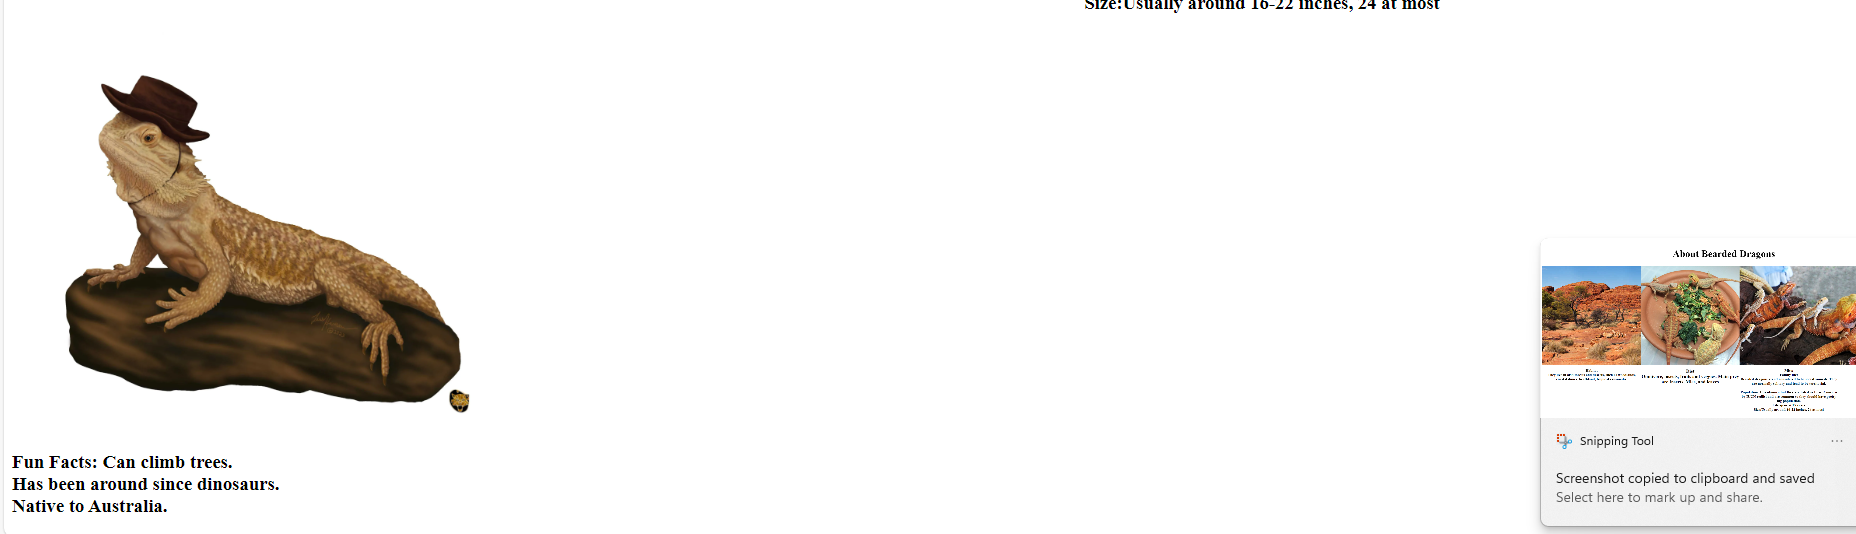 Size:Usually around 16-22 inches, 24 at most
Fun Facts: Can climb trees.
Has been around since dinosaurs.
Native to Australia.
About Bearded Dragons
Diet
Snipping Tool
Screenshot copied to clipboard and saved
Select here to mark up and share.